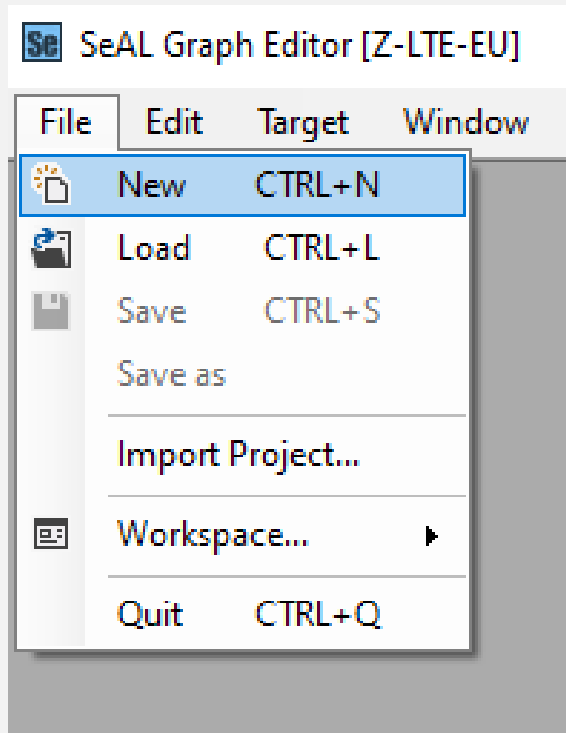 Se SeAL Graph Editor [Z-LTE-EU]
File Edit Target Window
New CTRL+N
Load CTRL+L
Save CTRL+S
Save as
Import Project...
Workspace...
Quit CTRL+Q